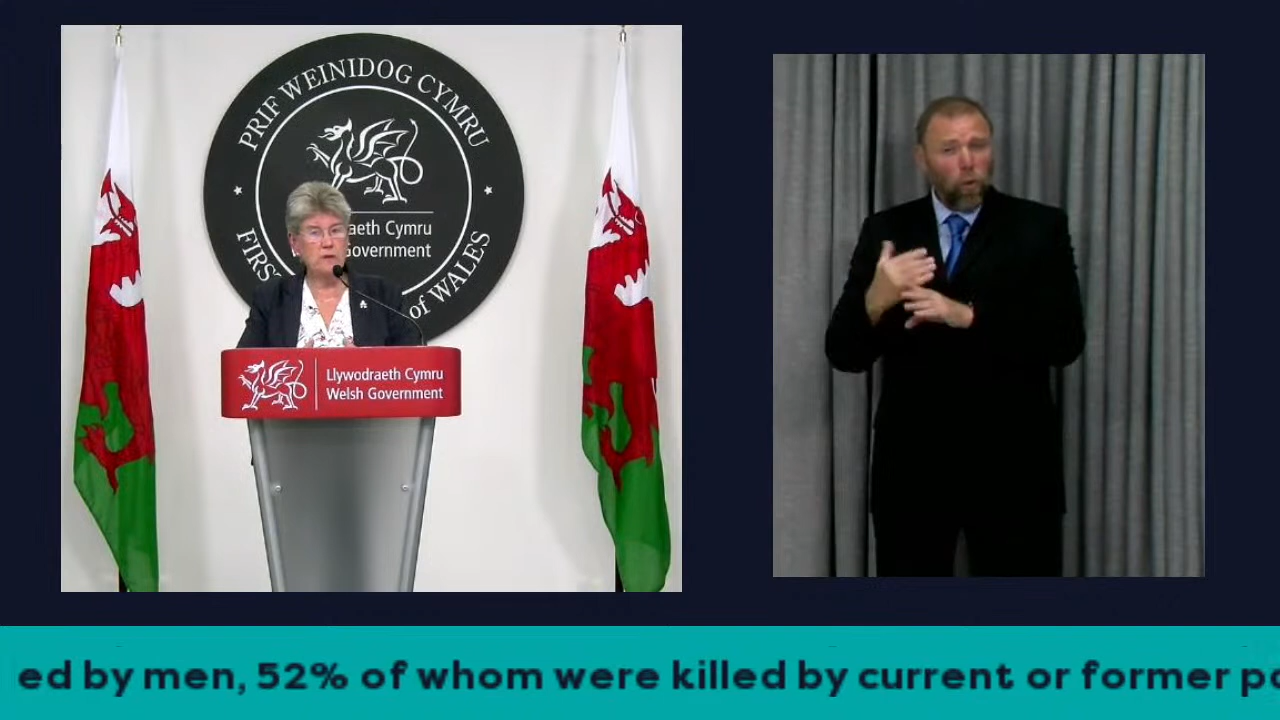 PRIF WEINIDOG CYMRU
aeth Cymru
Government
FIRS
of WALES
Llywodraeth Cymru
Welsh Government
ed by men, 52% of whom were killed by current or former